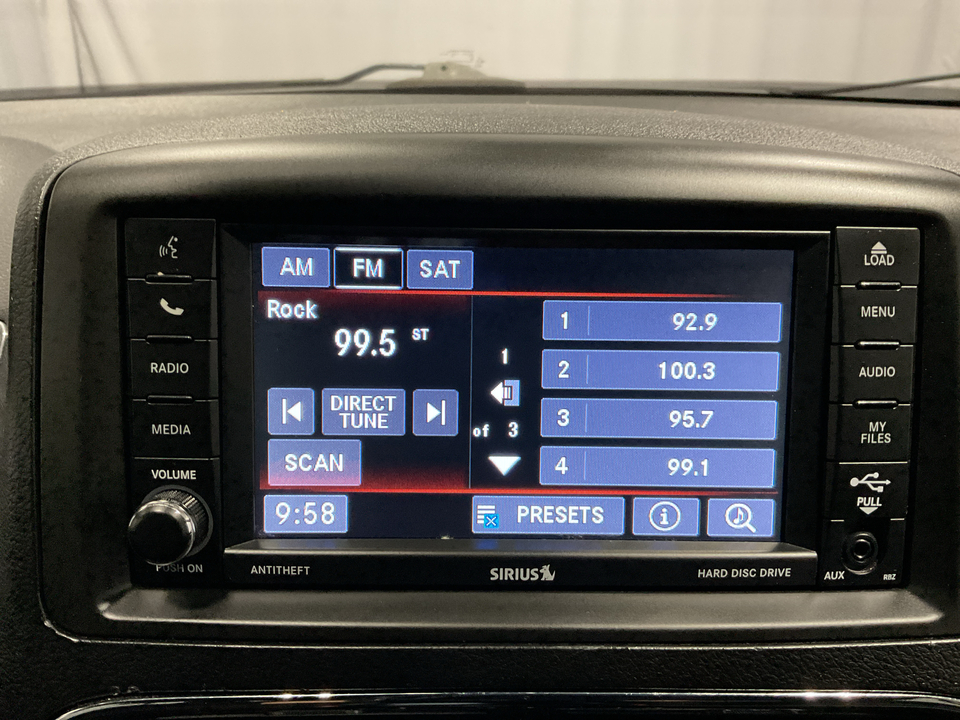 AM FM SAT
Rock
99.5 ST
DIRECT
TUNE
SCAN
1
of 3
1 92.9
2 100.3
3 95.7
4 99.1
9:58 PRESETS
RADIO
MEDIA
VOLUME
PUSH ON
LOAD
MENU
AUDIO
MY
FILES
PULL
AUX
RBZ
ANTITHEFT SIRIUS HARD DISC DRIVE